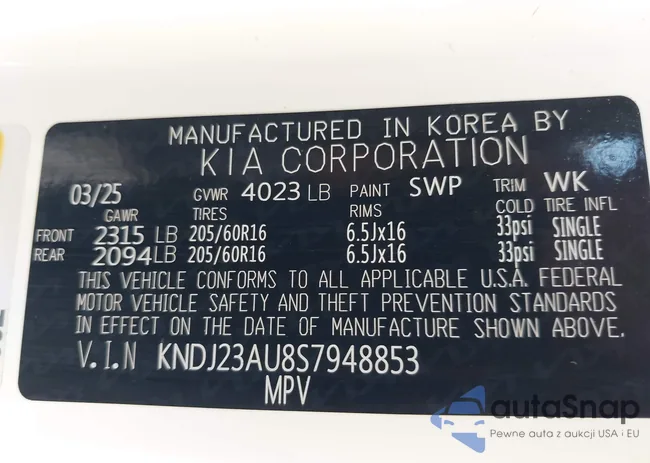 MANUFACTURED IN KOREA BY
KIA CORPORATION
03/25 GVWR 4023 LB PAINT SWP TRIM WK
GAWR TIRES RIMS COLD TIRE INFL
FRONT 2315 LB 205/60R16 6.5Jx16 33psi SINGLE
REAR 2094 LB 205/60R16 6.5Jx16 33psi SINGLE
THIS VEHICLE CONFORMS TO ALL APPLICABLE U.S.A. FEDERAL
MOTOR VEHICLE SAFETY AND THEFT PREVENTION STANDARDS
IN EFFECT ON THE DATE OF MANUFACTURE SHOWN ABOVE.
V.I.N KNDJ23AU8S7948853
MPV
autaSnap
Pewne auta z aukcji USA i EU